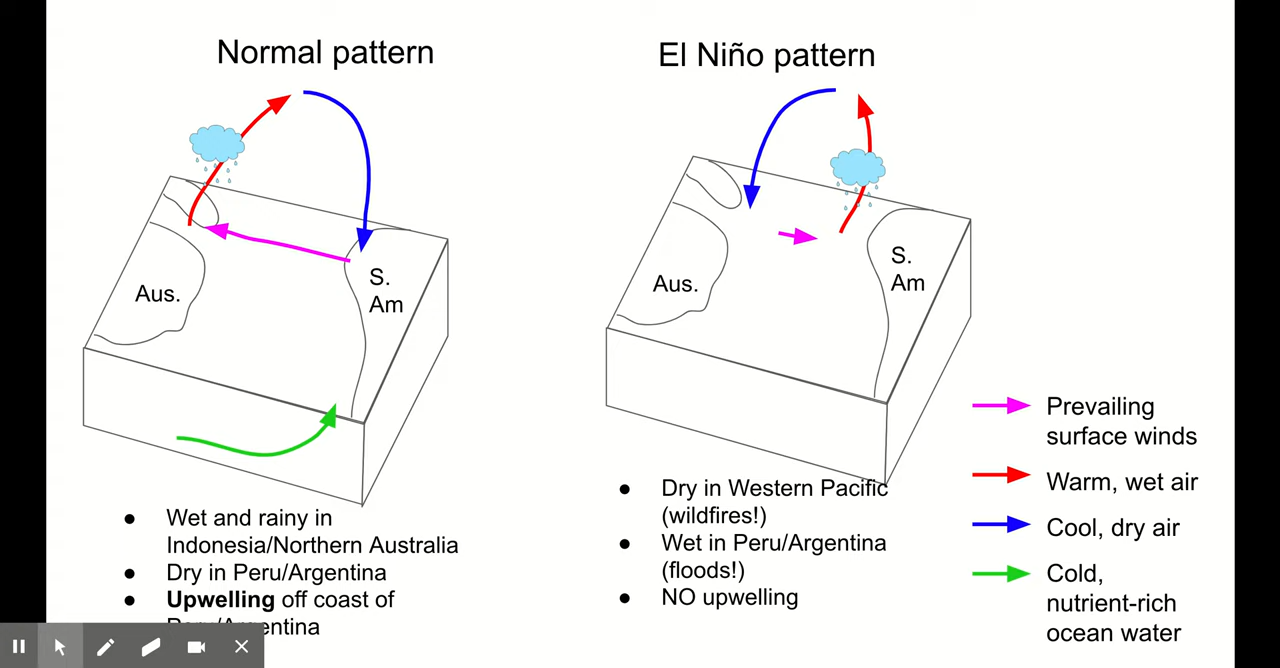 Normal pattern
Aus.
S.
Am
Wet and rainy in
Indonesia/Northern Australia
Dry in Peru/Argentina
Upwelling off coast of
Peru/Argentina
El Niño pattern
Aus.
S.
Am
Dry in Western Pacific
(wildfires!)
Wet in Peru/Argentina
(floods!)
NO upwelling
Prevailing
surface winds
Warm, wet air
Cool, dry air
Cold,
nutrient-rich
ocean water